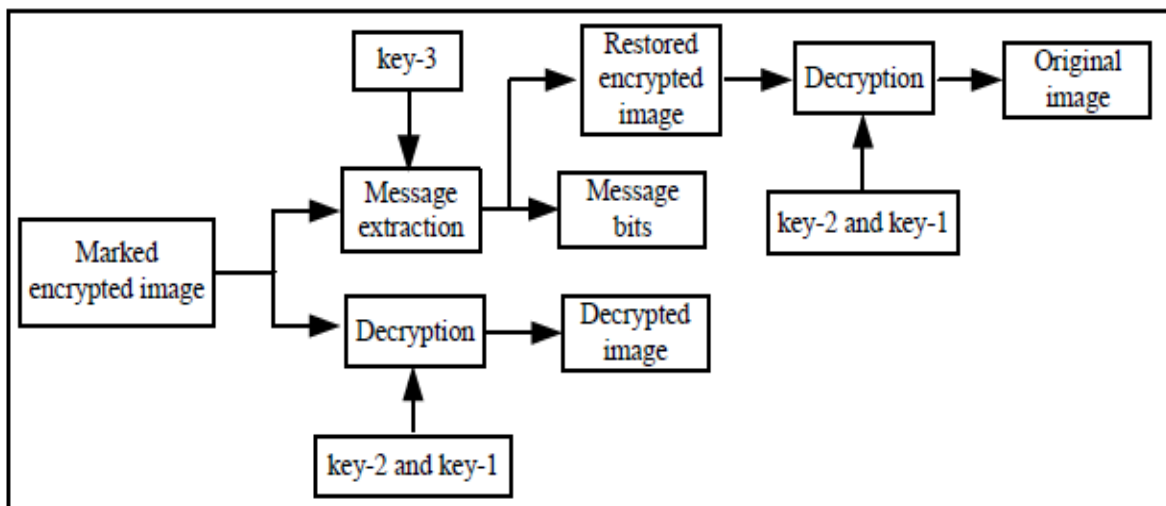 key-3
Restored
encrypted
image
Decryption
Original
image
Message
extraction
Message
bits
key-2 and key-1
Marked
encrypted image
Decryption
Decrypted
image
key-2 and key-1